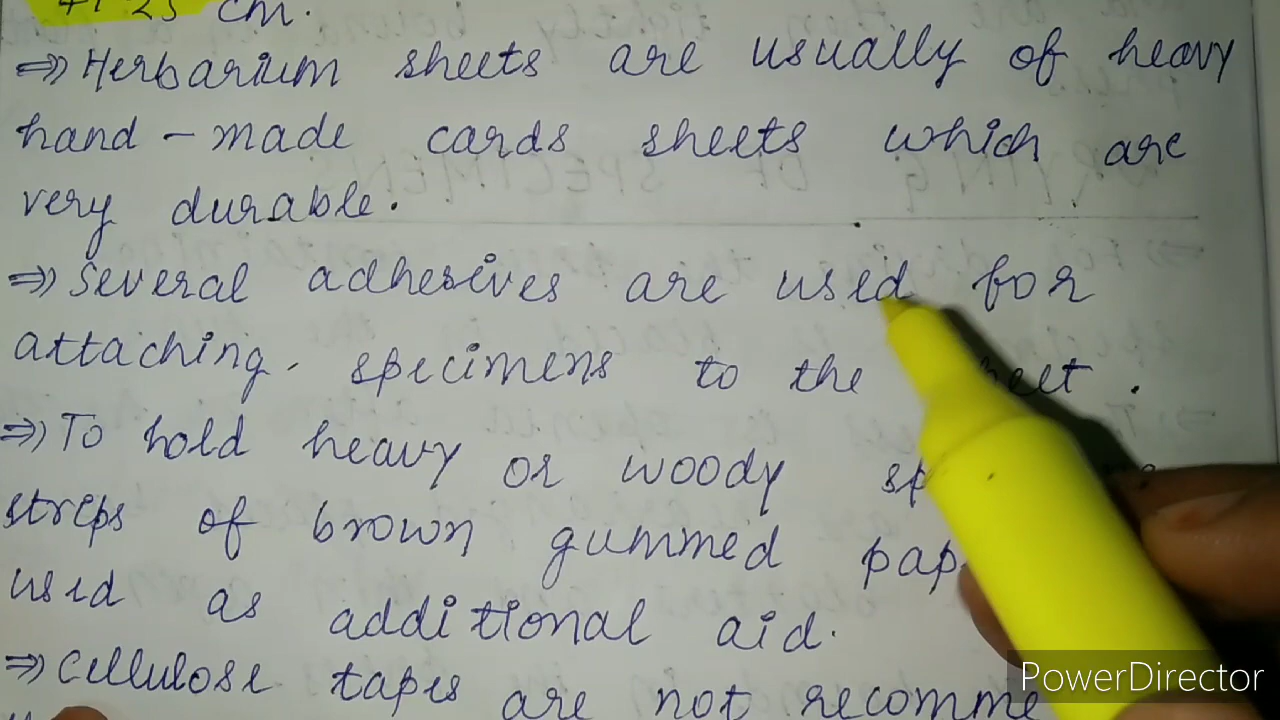 cm.
⇒ Herbarium sheets are usually of heavy
hand-made cards sheets which are
very durable.
⇒ Several adhesives are used for
attaching. specimens to the sheet.
⇒ To hold heavy or woody
strips of brown gummed
used as additional aid.
⇒ Cellulose tapes are not
PowerDirector